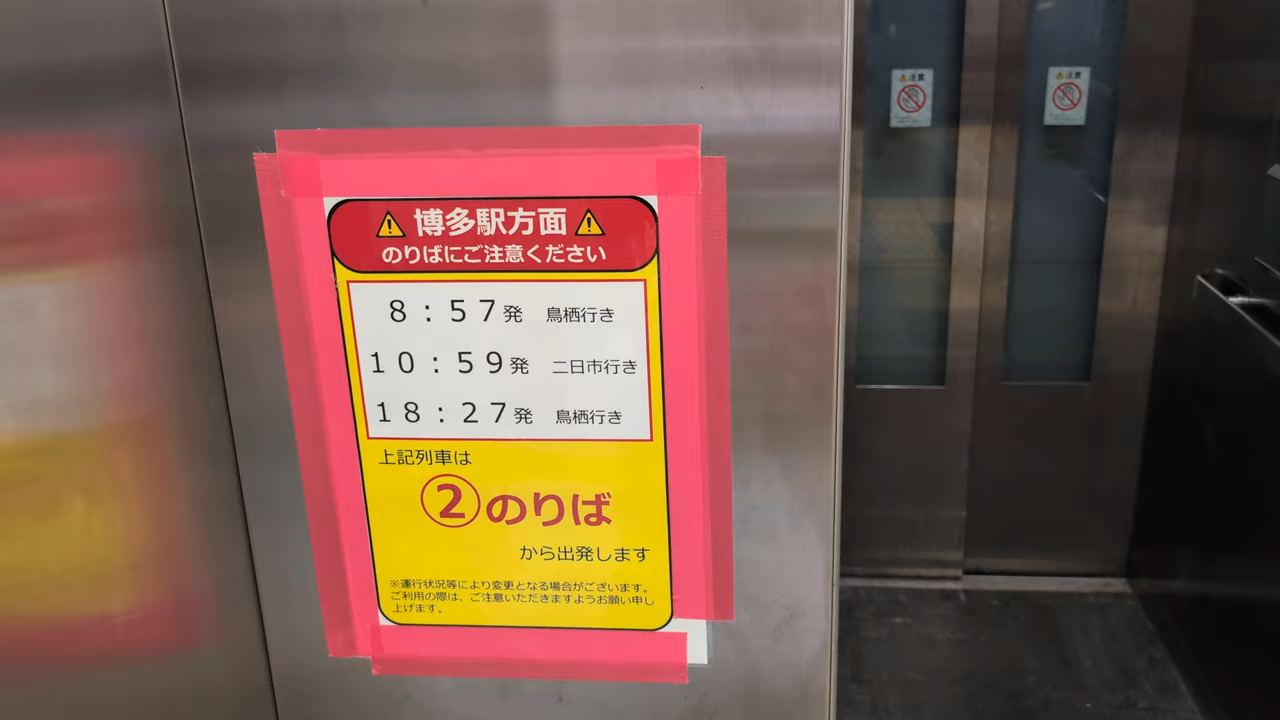 博多駅方面
のりばにご注意ください
8:57発 鳥栖行き
10:59発 二日市行き
18:27発 鳥栖行き
上記列車は
②のりば
から出発します
※運行状況等により変更となる場合がございます。
ご利用の際は、ご注意いただきますようお願い申し
上げます。
注意
注意